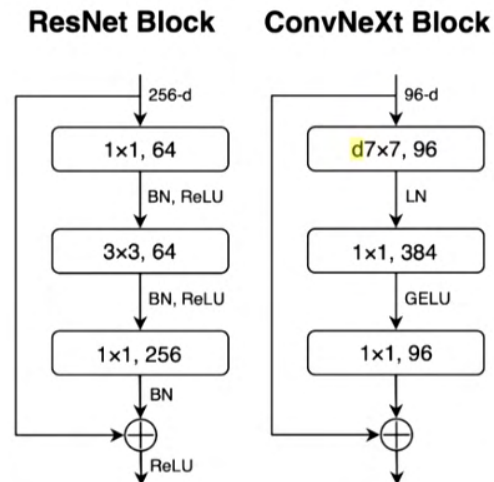 ResNet Block
256-d
1×1, 64
BN, ReLU
3×3, 64
BN, ReLU
1×1, 256
BN
ReLU
ConvNeXt Block
96-d
d7×7, 96
LN
1×1, 384
GELU
1×1, 96